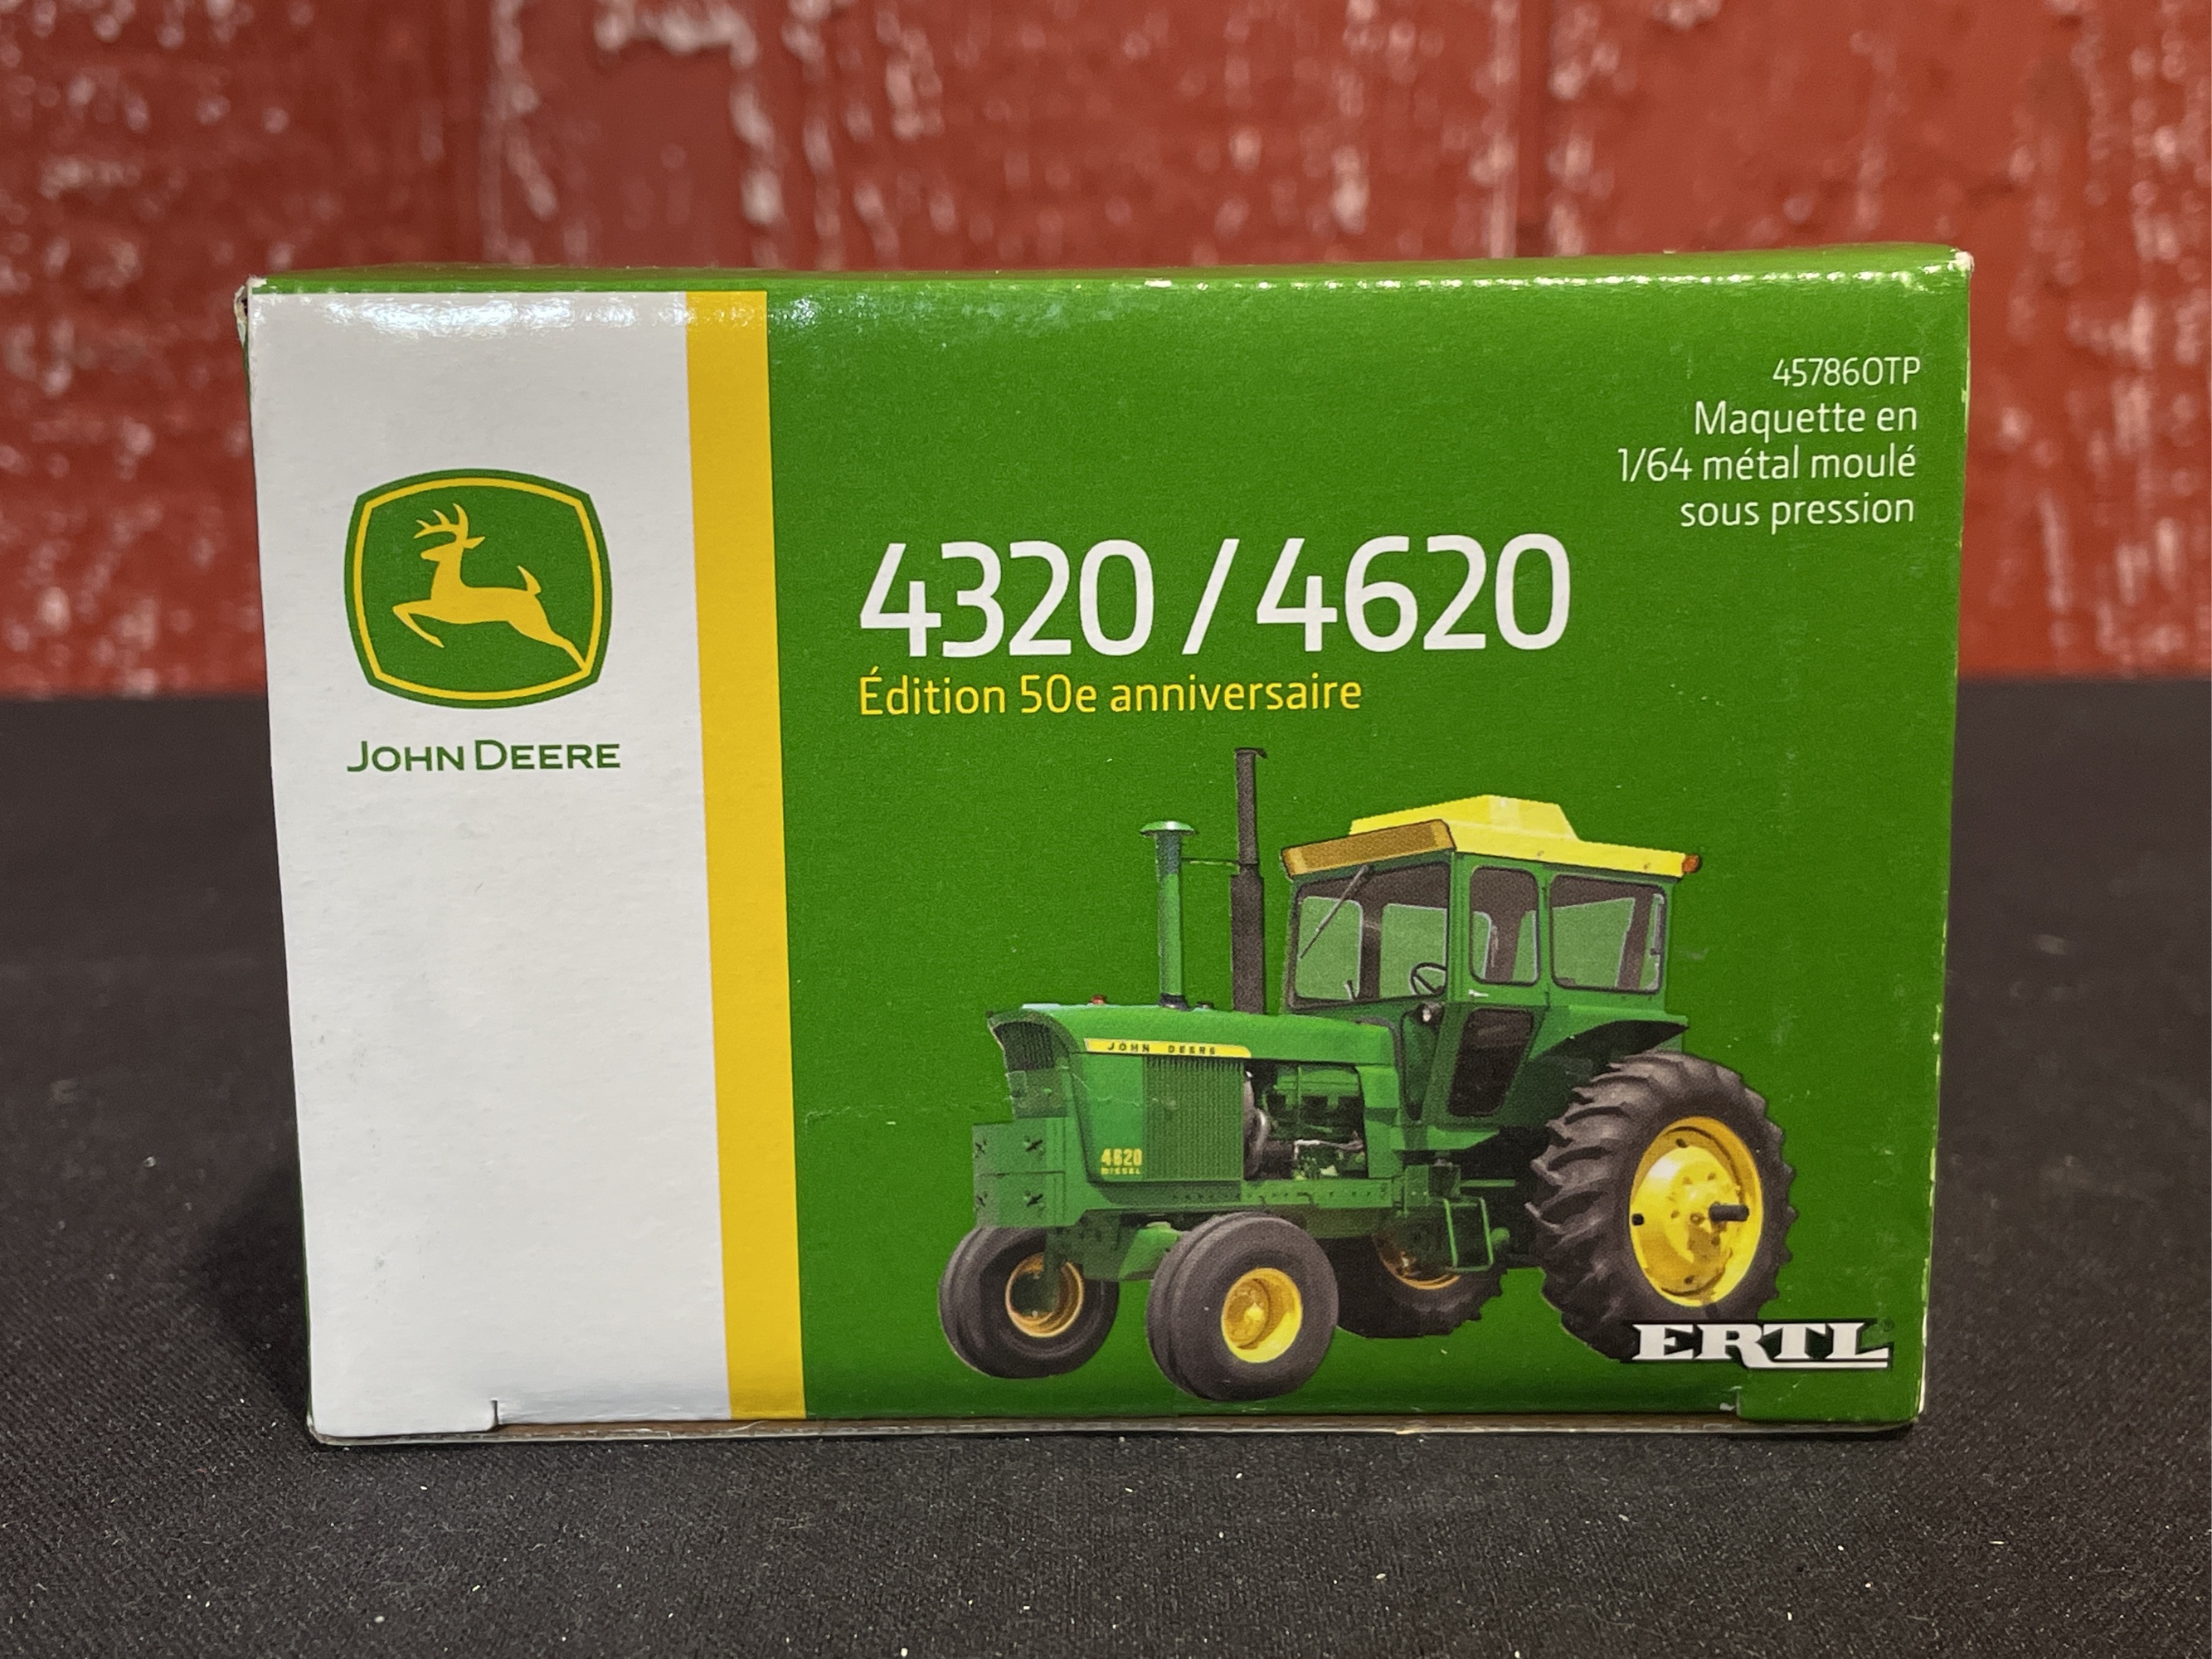 45786OTP
Maquette en
1/64 métal moulé
sous pression
4320 / 4620
Édition 50e anniversaire
JOHN DEERE
JOHN DEERE
4620
DIESEL
ERTL